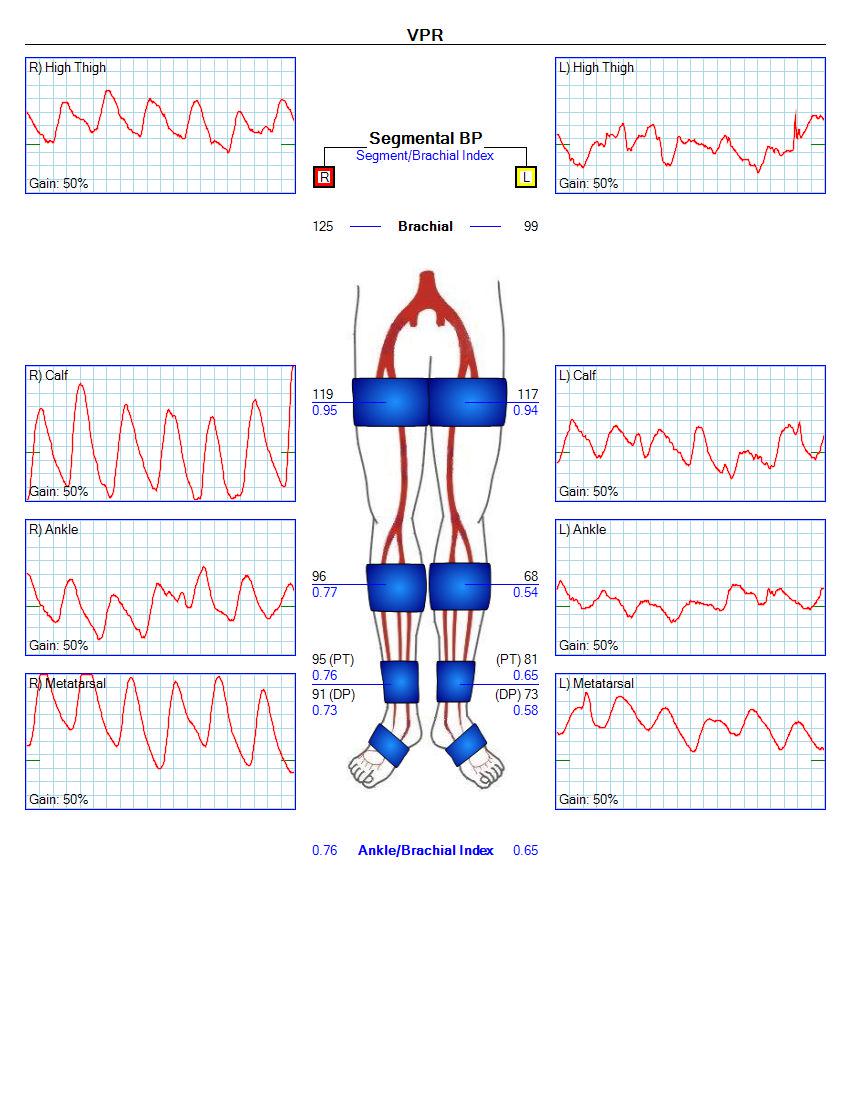 VPR
R) High Thigh
Gain: 50%
L) High Thigh
Gain: 50%
Segmental BP
Segment/Brachial Index
R
L
125 Brachial 99
R) Calf
Gain: 50%
119
0.95
117
0.94
L) Calf
Gain: 50%
R) Ankle
Gain: 50%
96
0.77
68
0.54
L) Ankle
Gain: 50%
R) Metatarsal
Gain: 50%
95 (PT)
0.76
91 (DP)
0.73
(PT) 81
0.65
(DP) 73
0.58
L) Metatarsal
Gain: 50%
0.76 Ankle/Brachial Index 0.65